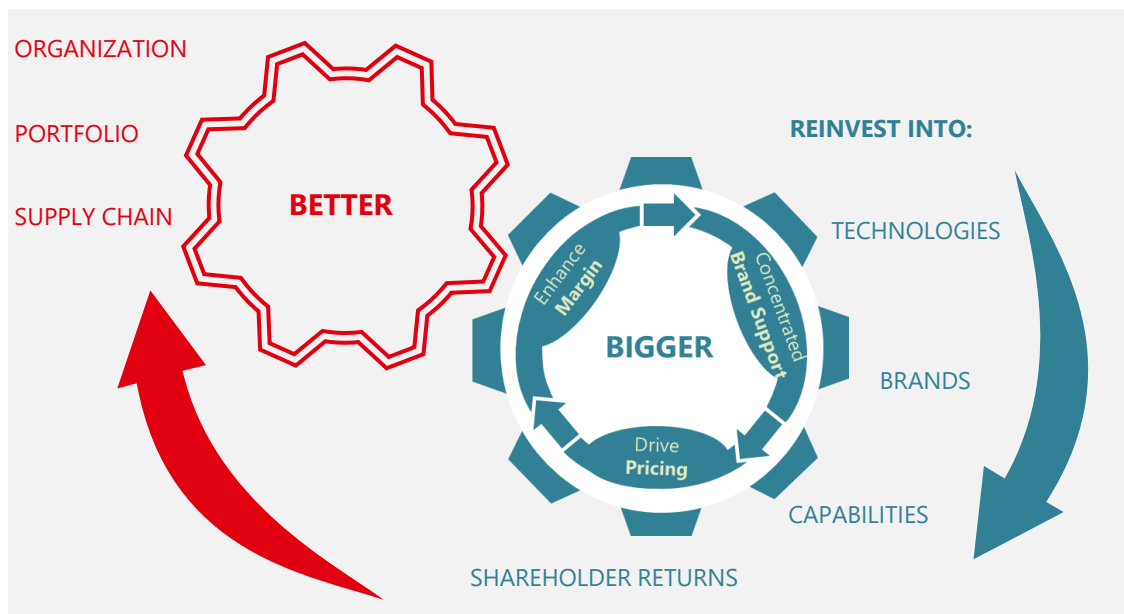 ORGANIZATION
PORTFOLIO
SUPPLY CHAIN
BETTER
REINVEST INTO:
TECHNOLOGIES
BRANDS
CAPABILITIES
SHAREHOLDER RETURNS
BIGGER
Enhance
Margin
Concentrated
Brand Support
Drive
Pricing